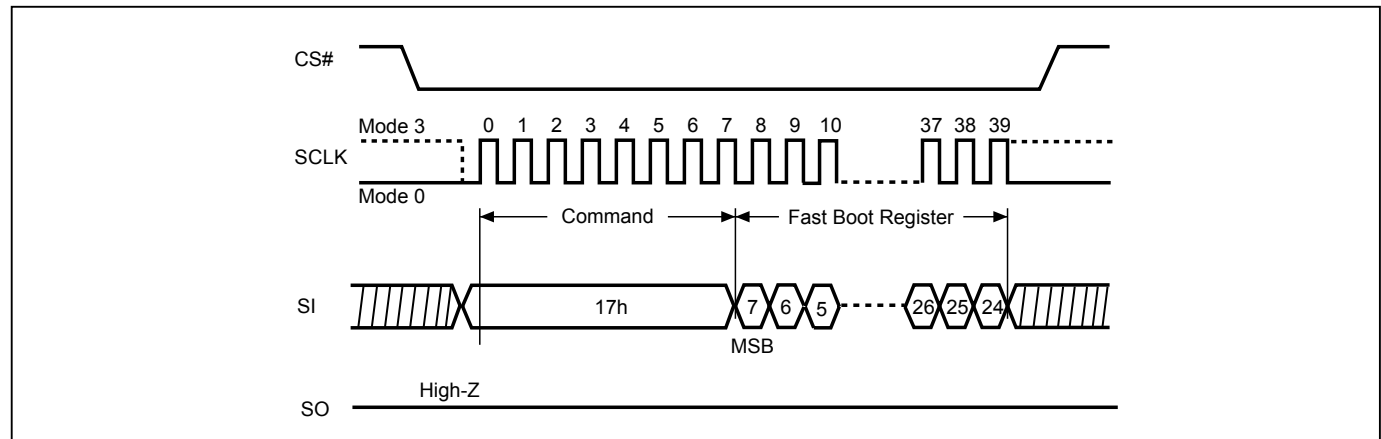 CS#
Mode 3 0 1 2 3 4 5 6 7 8 9 10 37 38 39
SCLK
Mode 0
Command Fast Boot Register
SI 17h 7 6 5 26 25 24
MSB
High-Z
SO